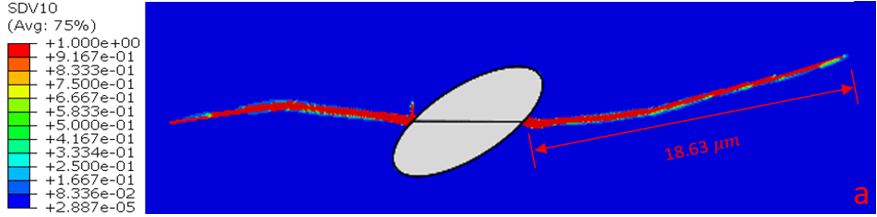 SDV10
(Avg: 75%)
+1.000e+00
+9.167e-01
+8.333e-01
+7.500e-01
+6.667e-01
+5.833e-01
+5.000e-01
+4.167e-01
+3.334e-01
+2.500e-01
+1.667e-01
+8.336e-02
+2.887e-05
18.63 μm
a